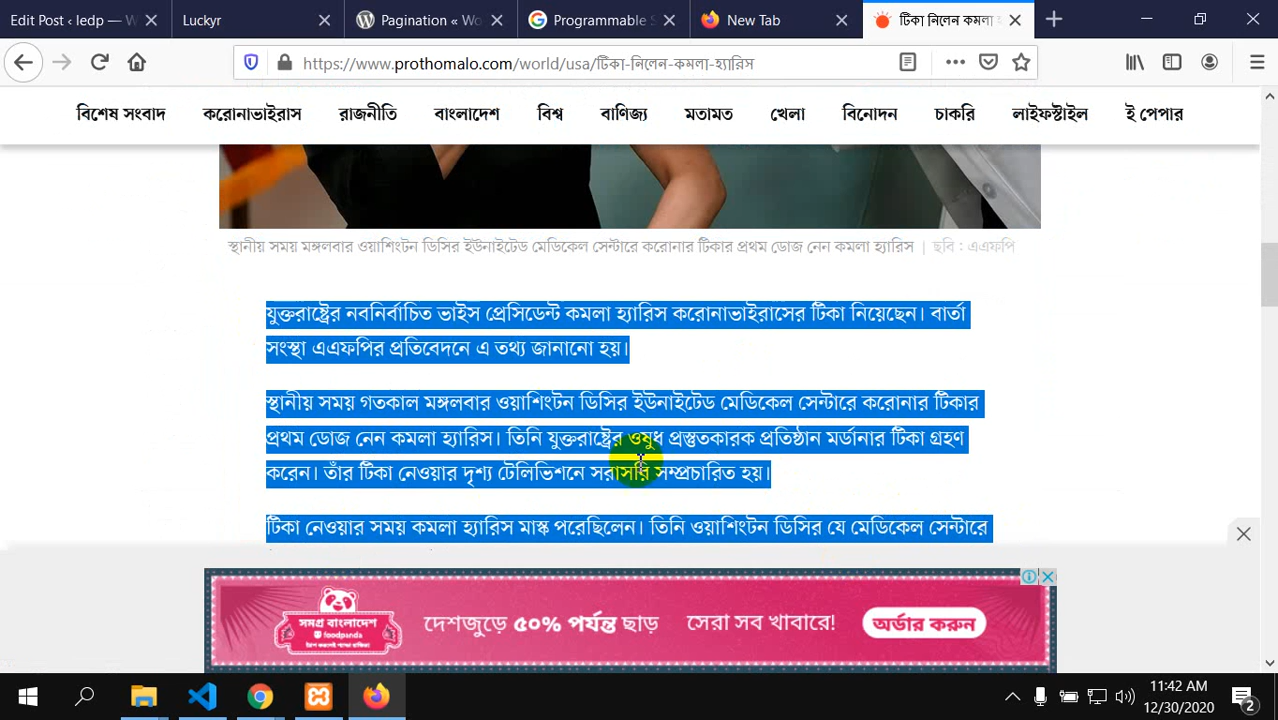 Edit Post ‹ ledp — W
Luckyr
Pagination « Wo
Programmable S
New Tab
টিকা নিলেন কমলা হ
https://www.prothomalo.com/world/usa/টিকা-নিলেন-কমলা-হ্যারিস
বিশেষ সংবাদ করোনাভাইরাস রাজনীতি বাংলাদেশ বিশ্ব বাণিজ্য মতামত খেলা বিনোদন চাকরি লাইফস্টাইল ই পেপার
স্থানীয় সময় মঙ্গলবার ওয়াশিংটন ডিসির ইউনাইটেড মেডিকেল সেন্টারে করোনার টিকার প্রথম ডোজ নেন কমলা হ্যারিস | ছবি : এএফপি
যুক্তরাষ্ট্রের নবনির্বাচিত ভাইস প্রেসিডেন্ট কমলা হ্যারিস করোনাভাইরাসের টিকা নিয়েছেন। বার্তা
সংস্থা এএফপির প্রতিবেদনে এ তথ্য জানানো হয়।
স্থানীয় সময় গতকাল মঙ্গলবার ওয়াশিংটন ডিসির ইউনাইটেড মেডিকেল সেন্টারে করোনার টিকার
প্রথম ডোজ নেন কমলা হ্যারিস। তিনি যুক্তরাষ্ট্রের ওষুধ প্রস্তুতকারক প্রতিষ্ঠান মর্ডানার টিকা গ্রহণ
করেন। তাঁর টিকা নেওয়ার দৃশ্য টেলিভিশনে সরাসরি সম্প্রচারিত হয়।
টিকা নেওয়ার সময় কমলা হ্যারিস মাস্ক পরেছিলেন। তিনি ওয়াশিংটন ডিসির যে মেডিকেল সেন্টারে
সমগ্র বাংলাদেশ
foodpanda
দেশজুড়ে ৫০% পর্যন্ত ছাড় সেরা সব খাবারে! অর্ডার করুন
11:42 AM
12/30/2020
2